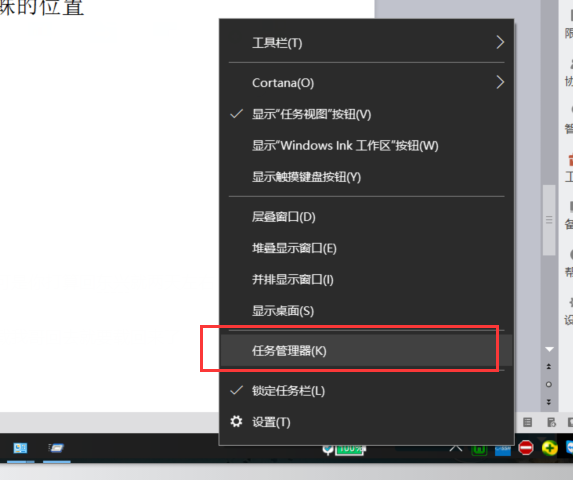 的位置
工具栏(T)
Cortana(O)
显示“任务视图”按钮(V)
显示“Windows Ink 工作区”按钮(W)
显示触摸键盘按钮(Y)
层叠窗口(D)
堆叠显示窗口(E)
并排显示窗口(I)
显示桌面(S)
任务管理器(K)
锁定任务栏(L)
设置(T)
100%
限
协
智
工
备
帮
设